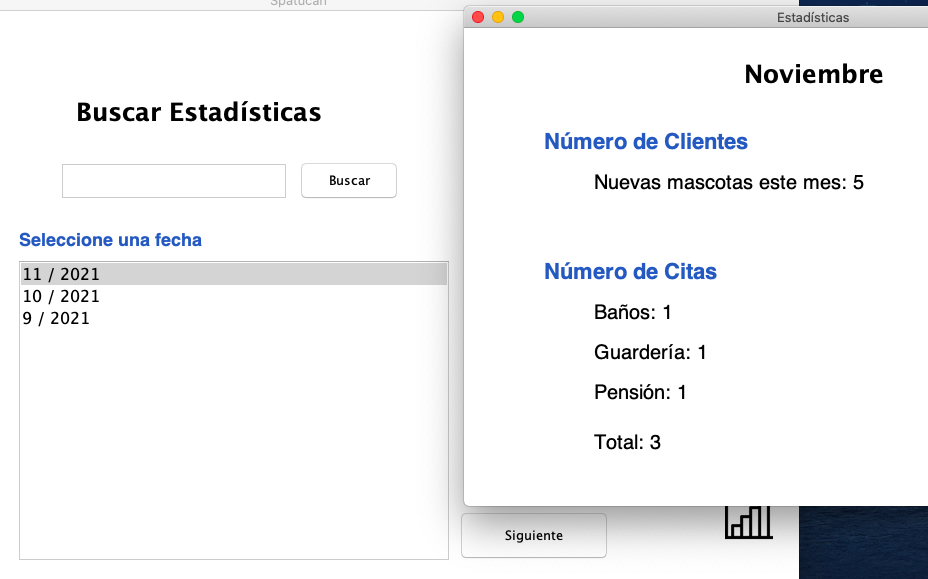 Spatucan
Buscar Estadísticas
Buscar
Seleccione una fecha
11 / 2021
10 / 2021
9 / 2021
Siguiente
Estadísticas
Noviembre
Número de Clientes
Nuevas mascotas este mes: 5
Número de Citas
Baños: 1
Guardería: 1
Pensión: 1
Total: 3